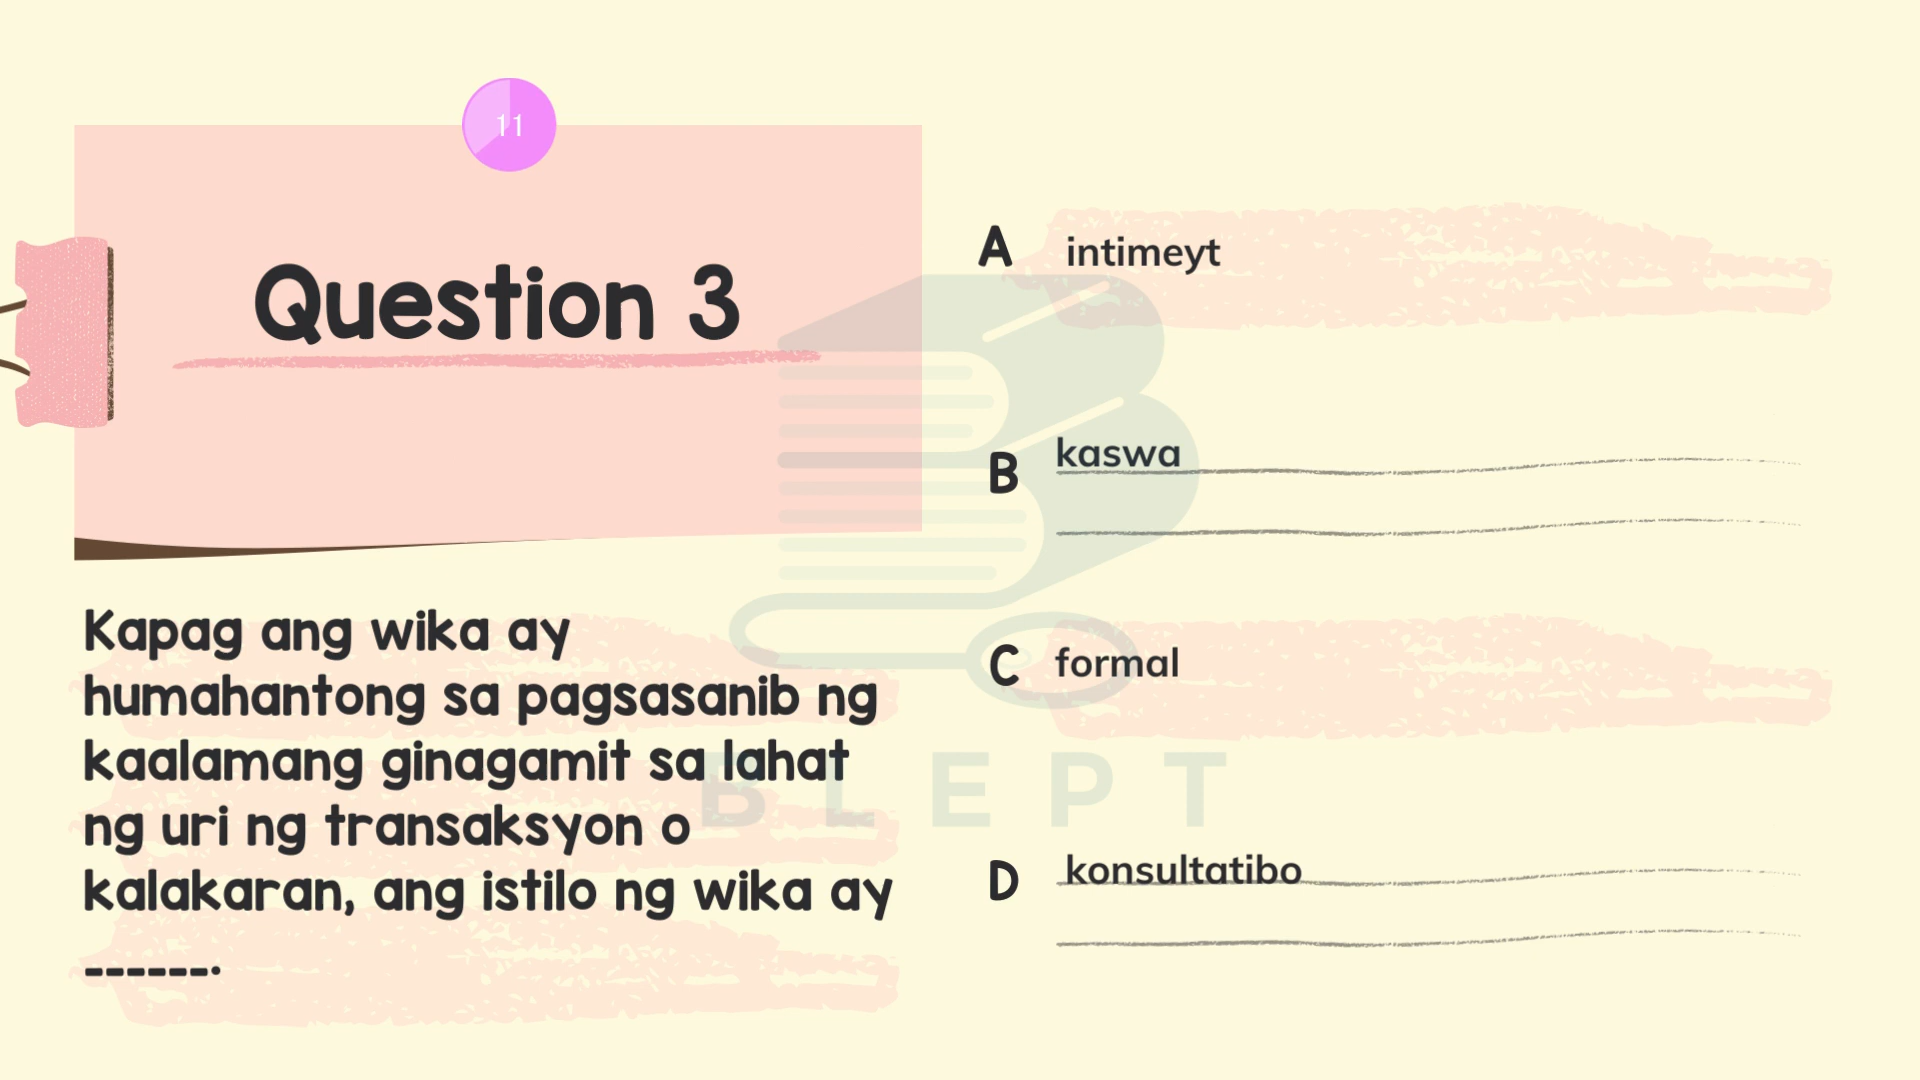 11
Question 3
Kapag ang wika ay
humahantong sa pagsasanib ng
kaalamang ginagamit sa lahat
ng uri ng transaksyon o
kalakaran, ang istilo ng wika ay
------.
A intimeyt
B kaswa
C formal
D konsultatibo
BLEPT